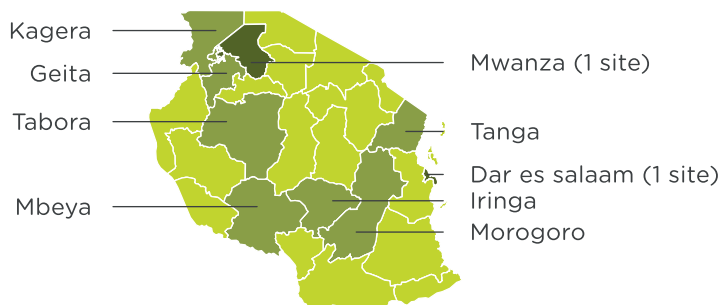 Kagera
Geita
Tabora
Mbeya
Mwanza (1 site)
Tanga
Dar es salaam (1 site)
Iringa
Morogoro